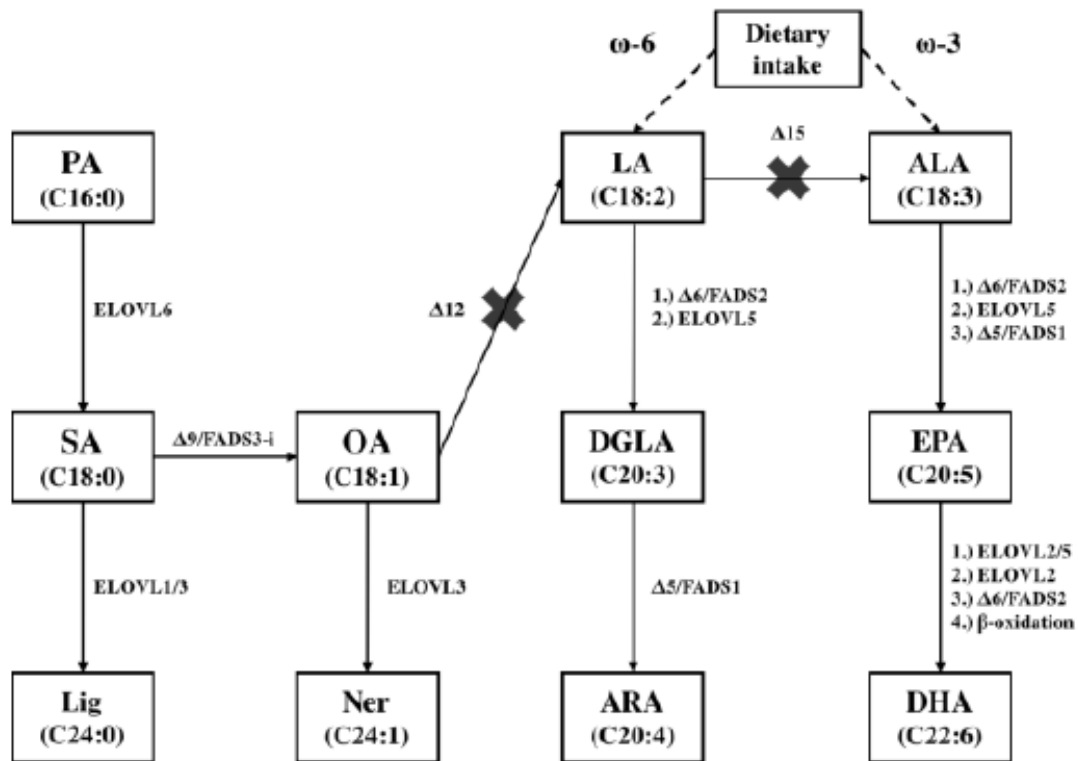 ω-6
Dietary
intake
ω-3
PA
(C16:0)
LA
(C18:2)
Δ15
ALA
(C18:3)
ELOVL6
Δ12
1.) Δ6/FADS2
2.) ELOVL5
1.) Δ6/FADS2
2.) ELOVL5
3.) Δ5/FADS1
SA
(C18:0)
Δ9/FADS3-i
OA
(C18:1)
DGLA
(C20:3)
EPA
(C20:5)
ELOVL1/3
ELOVL3
Δ5/FADS1
1.) ELOVL2/5
2.) ELOVL2
3.) Δ6/FADS2
4.) β-oxidation
Lig
(C24:0)
Ner
(C24:1)
ARA
(C20:4)
DHA
(C22:6)